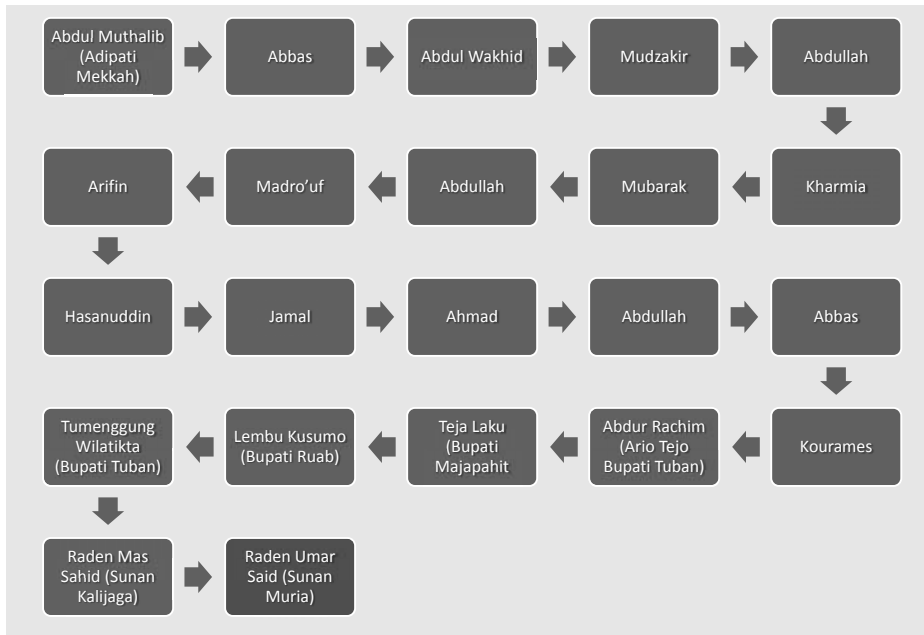 Abdul Muthalib
(Adipati
Mekkah)
Abbas
Abdul Wakhid
Mudzakir
Abdullah
Kharmia
Mubarak
Abdullah
Madro'uf
Arifin
Hasanuddin
Jamal
Ahmad
Abdullah
Abbas
Kourames
Abdur Rachim
(Ario Tejo
Bupati Tuban)
Teja Laku
(Bupati
Majapahit
Lembu Kusumo
(Bupati Ruab)
Tumenggung
Wilatikta
(Bupati Tuban)
Raden Mas
Sahid (Sunan
Kalijaga)
Raden Umar
Said (Sunan
Muria)